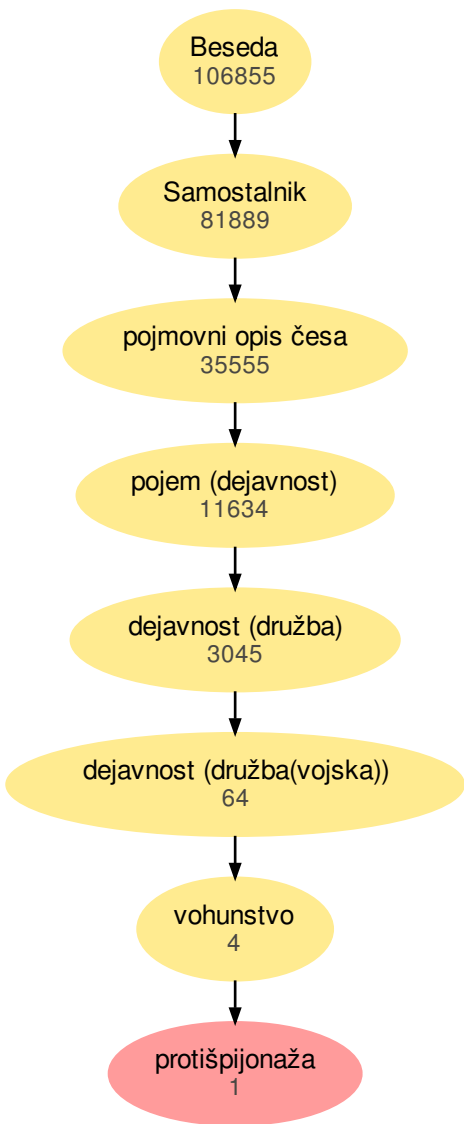 Beseda
106855
Samostalnik
81889
pojmovni opis česa
35555
pojem (dejavnost)
11634
dejavnost (družba)
3045
dejavnost (družba(vojska))
64
vohunstvo
4
protišpijonaža
1